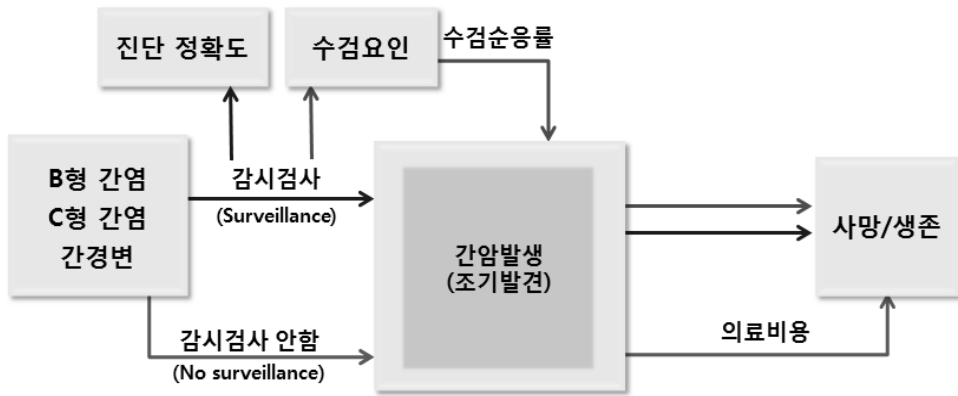 진단 정확도
수검요인
수검순응률
B형 간염
C형 간염
간경변
감시검사
(Surveillance)
간암발생
(조기발견)
사망/생존
감시검사 안함
(No surveillance)
의료비용